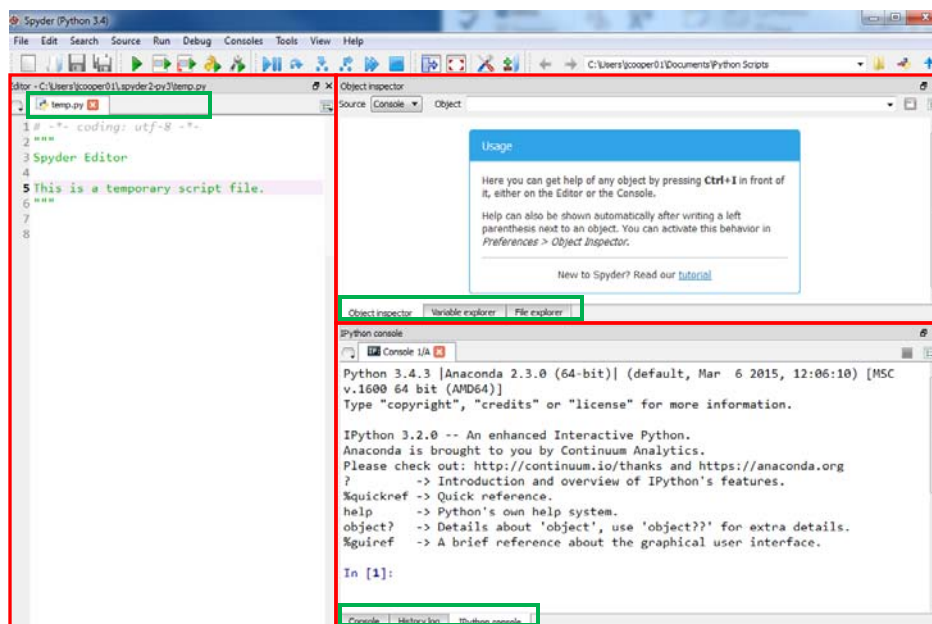 Spyder (Python 3.4)
File Edit Search Source Run Debug Consoles Tools View Help
C:\Users\jcooper01\Documents\Python Scripts
ditor - C:\Users\jcooper01\.spyder2-py3\temp.py
temp.py
1 # -*- coding: utf-8 -*-
2 """
3 Spyder Editor
4
5 This is a temporary script file.
6 """
7
8
Object inspector
Source Console Object
Usage
Here you can get help of any object by pressing Ctrl+I in front of
it, either on the Editor or the Console.
Help can also be shown automatically after writing a left
parenthesis next to an object. You can activate this behavior in
Preferences > Object Inspector.
New to Spyder? Read our tutorial
Object inspector Variable explorer File explorer
IPython console
IP Console 1/A
Python 3.4.3 |Anaconda 2.3.0 (64-bit)| (default, Mar  6 2015, 12:06:10) [MSC
v.1600 64 bit (AMD64)]
Type "copyright", "credits" or "license" for more information.
IPython 3.2.0 -- An enhanced Interactive Python.
Anaconda is brought to you by Continuum Analytics.
Please check out: http://continuum.io/thanks and https://anaconda.org
?         -> Introduction and overview of IPython's features.
%quickref -> Quick reference.
help      -> Python's own help system.
object?   -> Details about 'object', use 'object??' for extra details.
%guiref   -> A brief reference about the graphical user interface.
In [1]:
Console History log IPython console